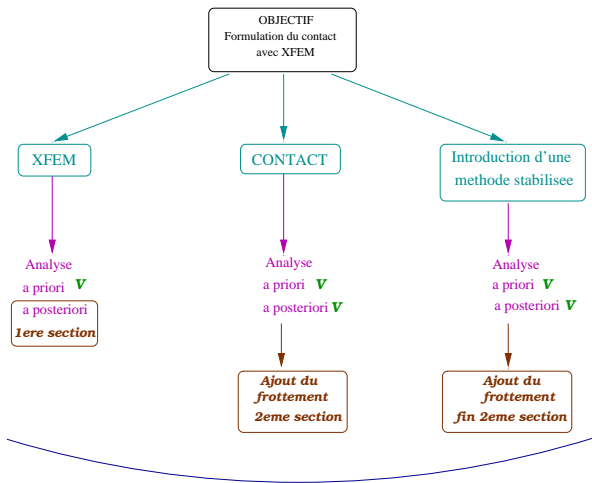 OBJECTIF
Formulation du contact
avec XFEM
XFEM
CONTACT
Introduction d'une
methode stabilisee
Analyse
a priori V
a posteriori
1ere section
Analyse
a priori V
a posteriori V
Ajout du
frottement
2eme section
Analyse
a priori V
a posteriori V
Ajout du
frottement
fin 2eme section